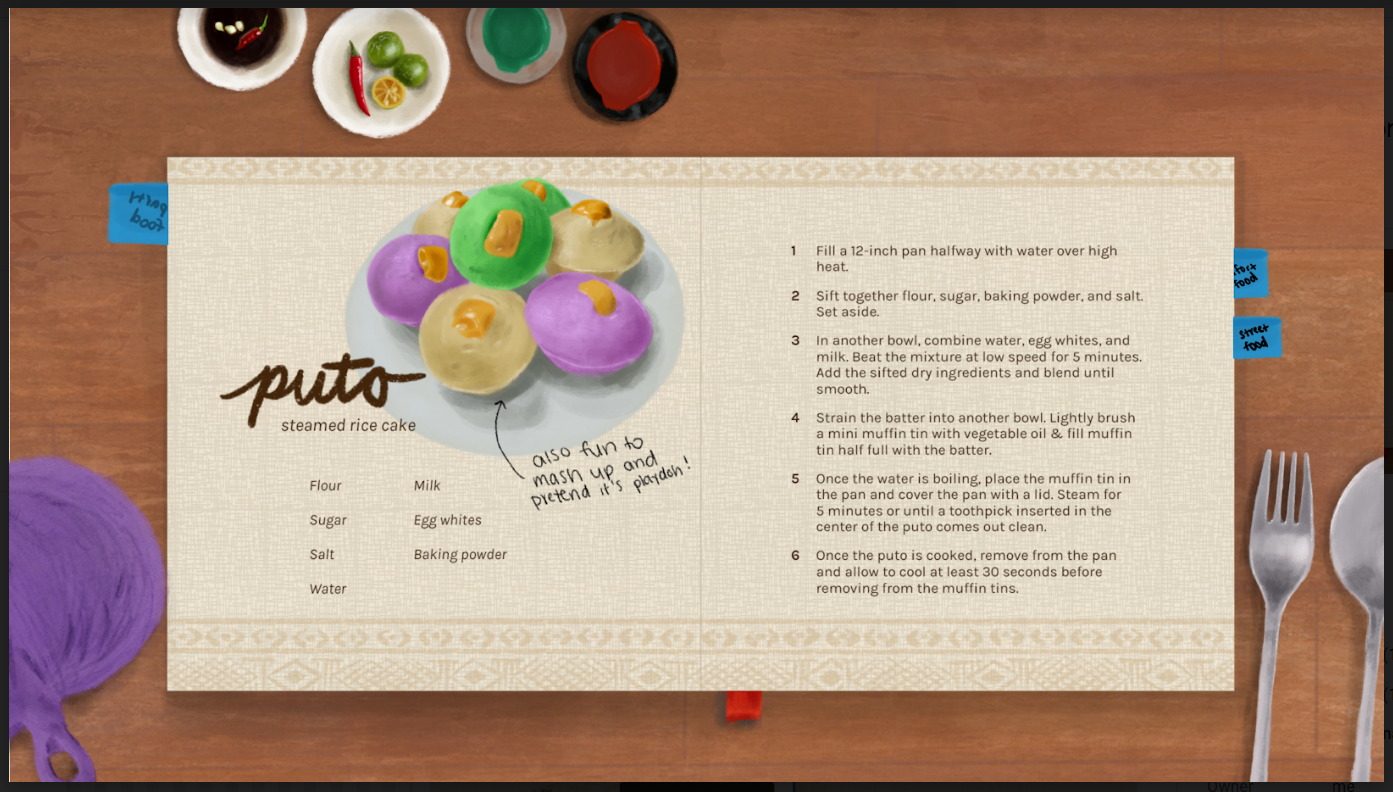 puto
steamed rice cake
also fun to
mash up and
pretend it's playdoh!
Flour
Milk
Sugar
Egg whites
Salt
Baking powder
Water
1 Fill a 12-inch pan halfway with water over high
heat.
2 Sift together flour, sugar, baking powder, and salt.
Set aside.
3 In another bowl, combine water, egg whites, and
milk. Beat the mixture at low speed for 5 minutes.
Add the sifted dry ingredients and blend until
smooth.
4 Strain the batter into another bowl. Lightly brush
a mini muffin tin with vegetable oil & fill muffin
tin half full with the batter.
5 Once the water is boiling, place the muffin tin in
the pan and cover the pan with a lid. Steam for
5 minutes or until a toothpick inserted in the
center of the puto comes out clean.
6 Once the puto is cooked, remove from the pan
and allow to cool at least 30 seconds before
removing from the muffin tins.
food
street
food
Owner
me